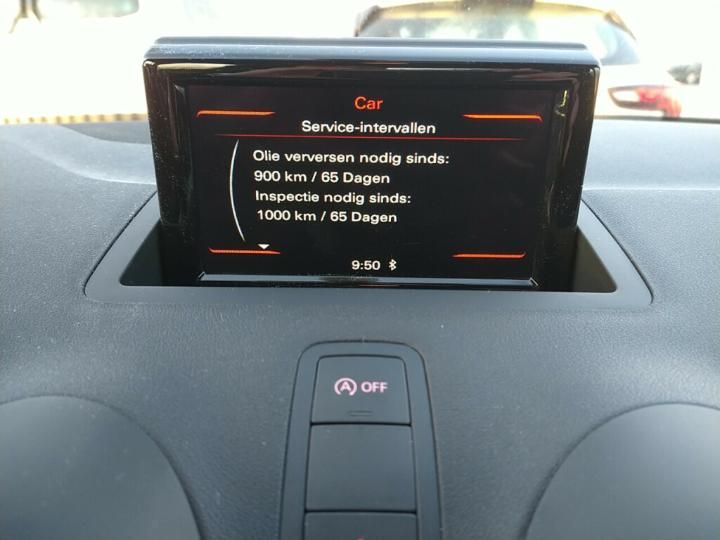 Car
Service-intervallen
Olie verversen nodig sinds:
900 km / 65 Dagen
Inspectie nodig sinds:
1000 km / 65 Dagen
9:50
A OFF